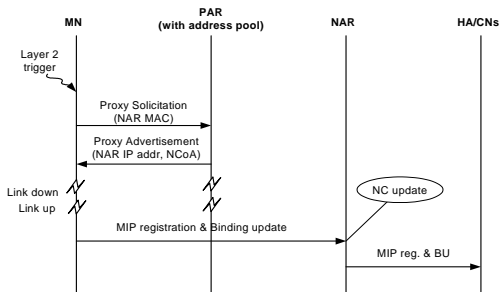 MN
PAR
(with address pool)
NAR
HA/CNs
Layer 2
trigger
Proxy Solicitation
(NAR MAC)
Proxy Advertisement
(NAR IP addr, NCoA)
Link down
Link up
NC update
MIP registration & Binding update
MIP reg. & BU